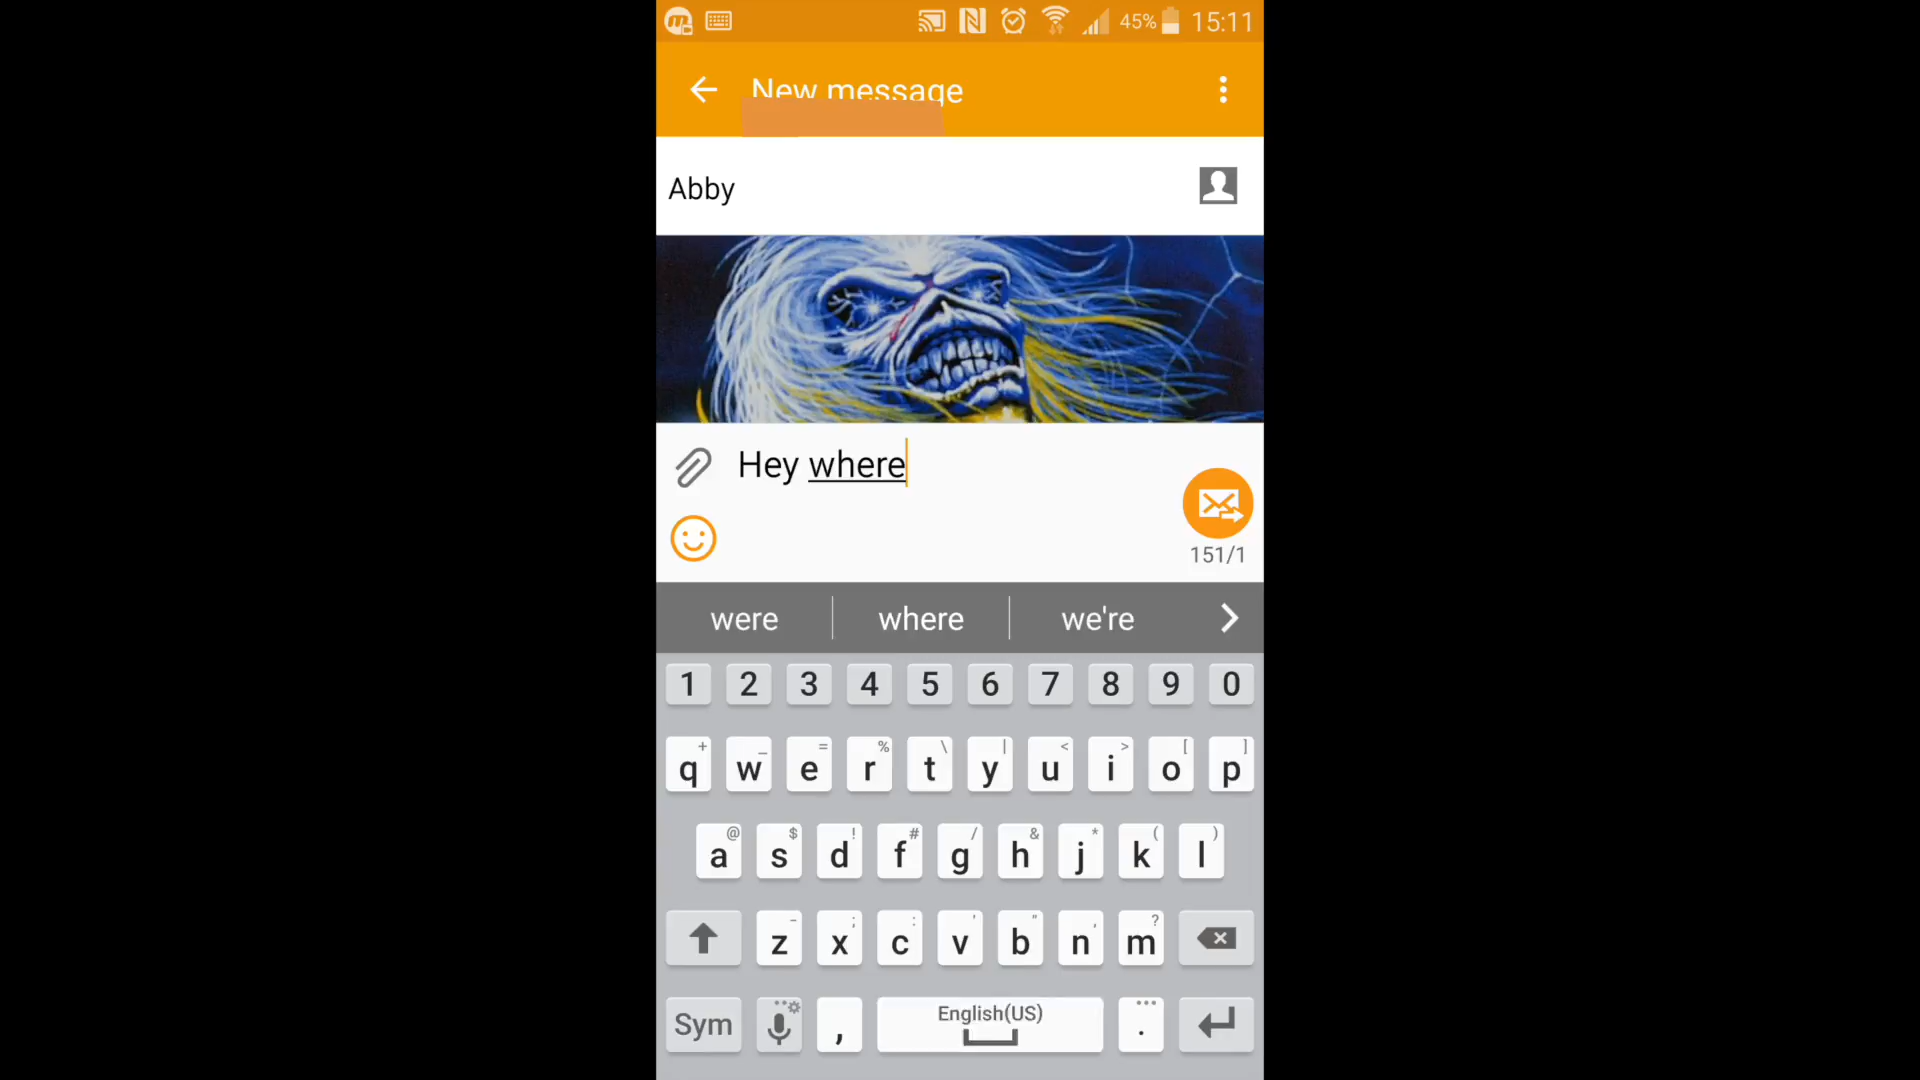 45% 15:11
New message
Abby
Hey where
151/1
were where we're
1 2 3 4 5 6 7 8 9 0
+ _ = % \ | < > [ ]
q w e r t y u i o p
@ $ ! # / & * ( )
a s d f g h j k l
- ; : ' " , ?
z x c v b n m
Sym , English(US) .